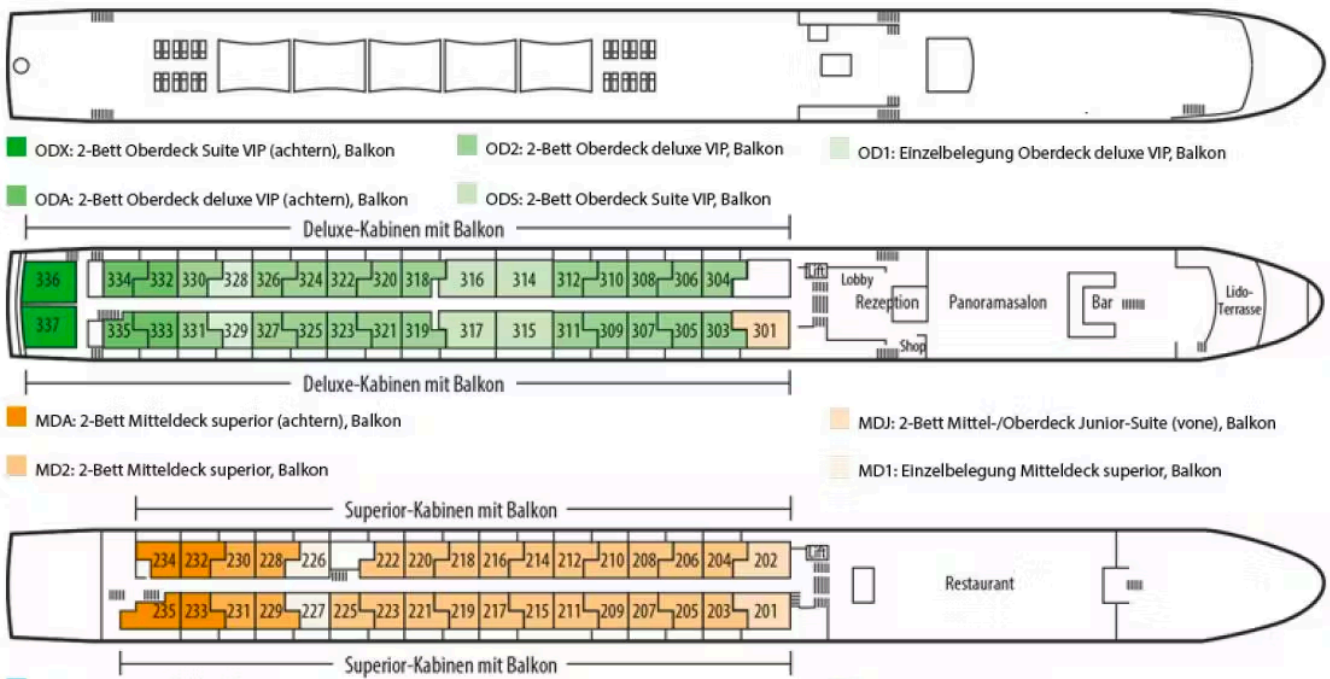 ODX: 2-Bett Oberdeck Suite VIP (achtern), Balkon
OD2: 2-Bett Oberdeck deluxe VIP, Balkon
OD1: Einzelbelegung Oberdeck deluxe VIP, Balkon
ODA: 2-Bett Oberdeck deluxe VIP (achtern), Balkon
ODS: 2-Bett Oberdeck Suite VIP, Balkon
Deluxe-Kabinen mit Balkon
336 334 332 330 328 326 324 322 320 318 316 314 312 310 308 306 304
Lift
Lobby
Rezeption
Panoramasalon
Bar
Lido-
Terrasse
337 335 333 331 329 327 325 323 321 319 317 315 311 309 307 305 303 301
Shop
Deluxe-Kabinen mit Balkon
MDA: 2-Bett Mitteldeck superior (achtern), Balkon
MDJ: 2-Bett Mittel-/Oberdeck Junior-Suite (vone), Balkon
MD2: 2-Bett Mitteldeck superior, Balkon
MD1: Einzelbelegung Mitteldeck superior, Balkon
Superior-Kabinen mit Balkon
234 232 230 228 226 222 220 218 216 214 212 210 208 206 204 202
Lift
Restaurant
235 233 231 229 227 225 223 221 219 217 215 211 209 207 205 203 201
Superior-Kabinen mit Balkon